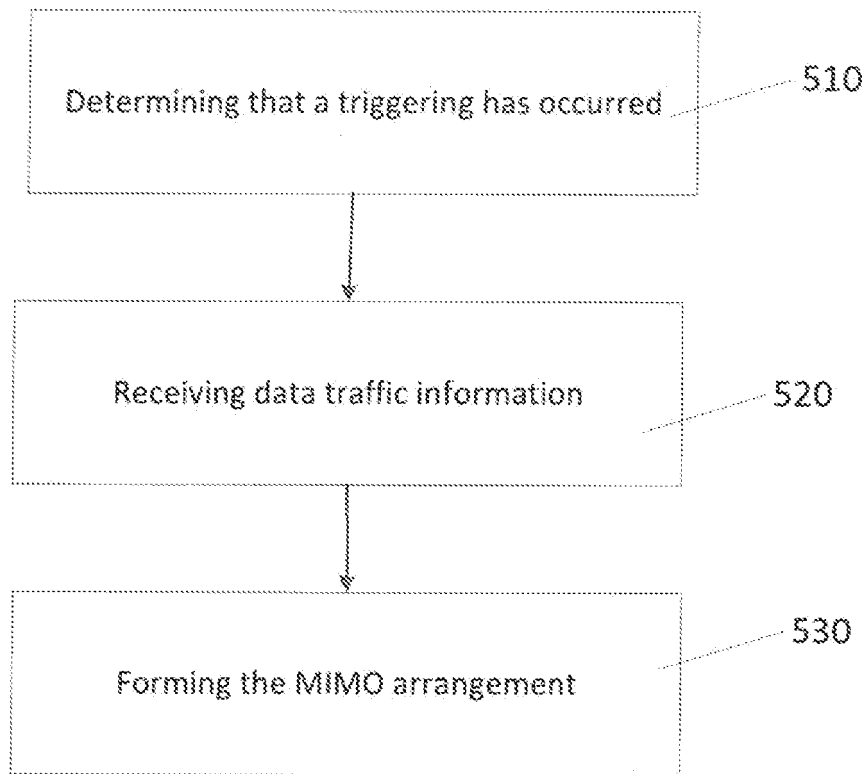 Determining that a triggering has occurred
510
Receiving data traffic information
520
Forming the MIMO arrangement
530